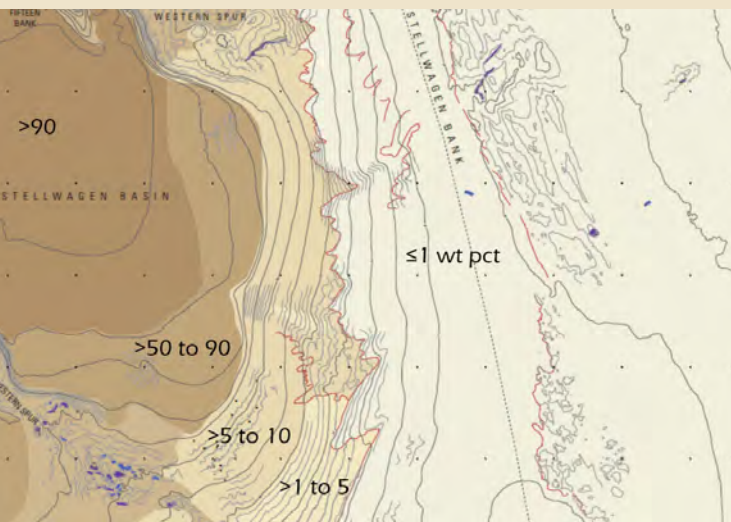 FIFTEEN
BANK
WESTERN SPUR
STELLWAGEN BANK
>90
STELLWAGEN BASIN
≤1 wt pct
>50 to 90
WESTERN SPUR
>5 to 10
>1 to 5